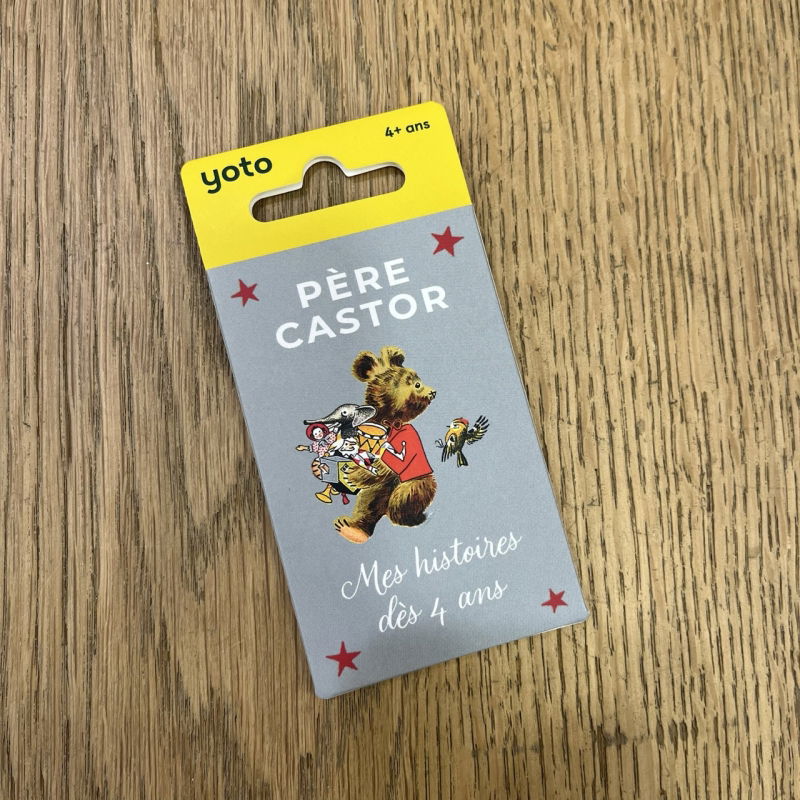 yoto
4+ ans
PÈRE
CASTOR
Mes histoires
dès 4 ans